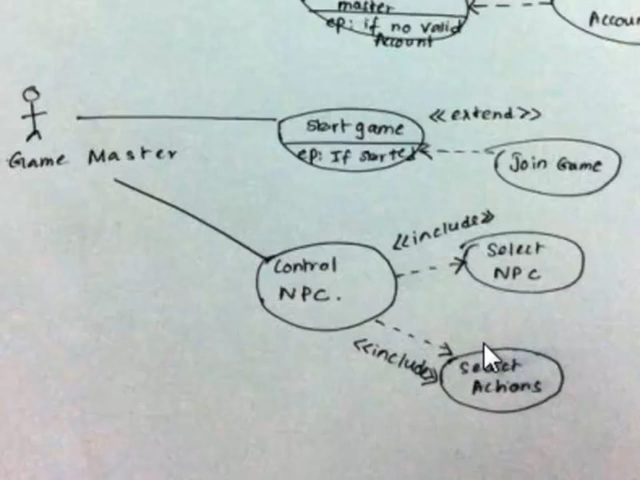 master
ep: if no valid
Account
Accoun
<<extend>>
Start game
ep: If started
Join Game
Game Master
<<include>>
Select
NPC
Control
NPC.
<<include>>
Select
Actions